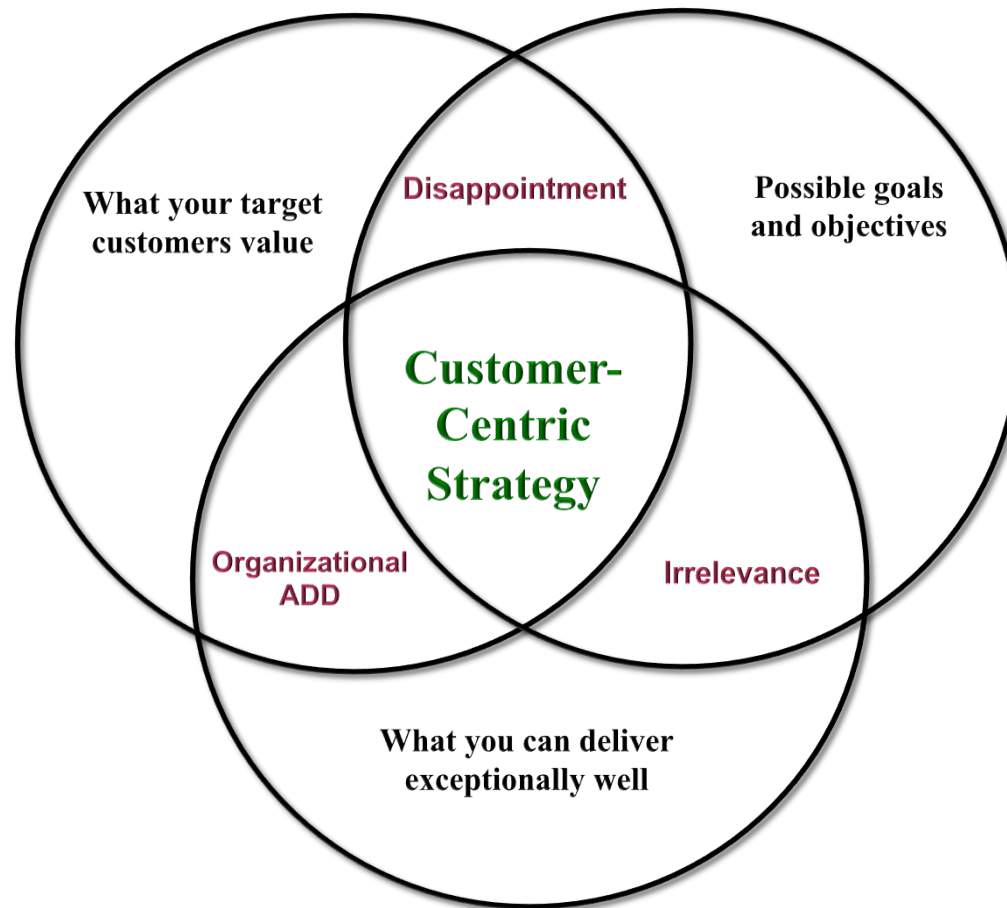 What your target
customers value
Disappointment
Possible goals
and objectives
Customer-
Centric
Strategy
Organizational
ADD
Irrelevance
What you can deliver
exceptionally well